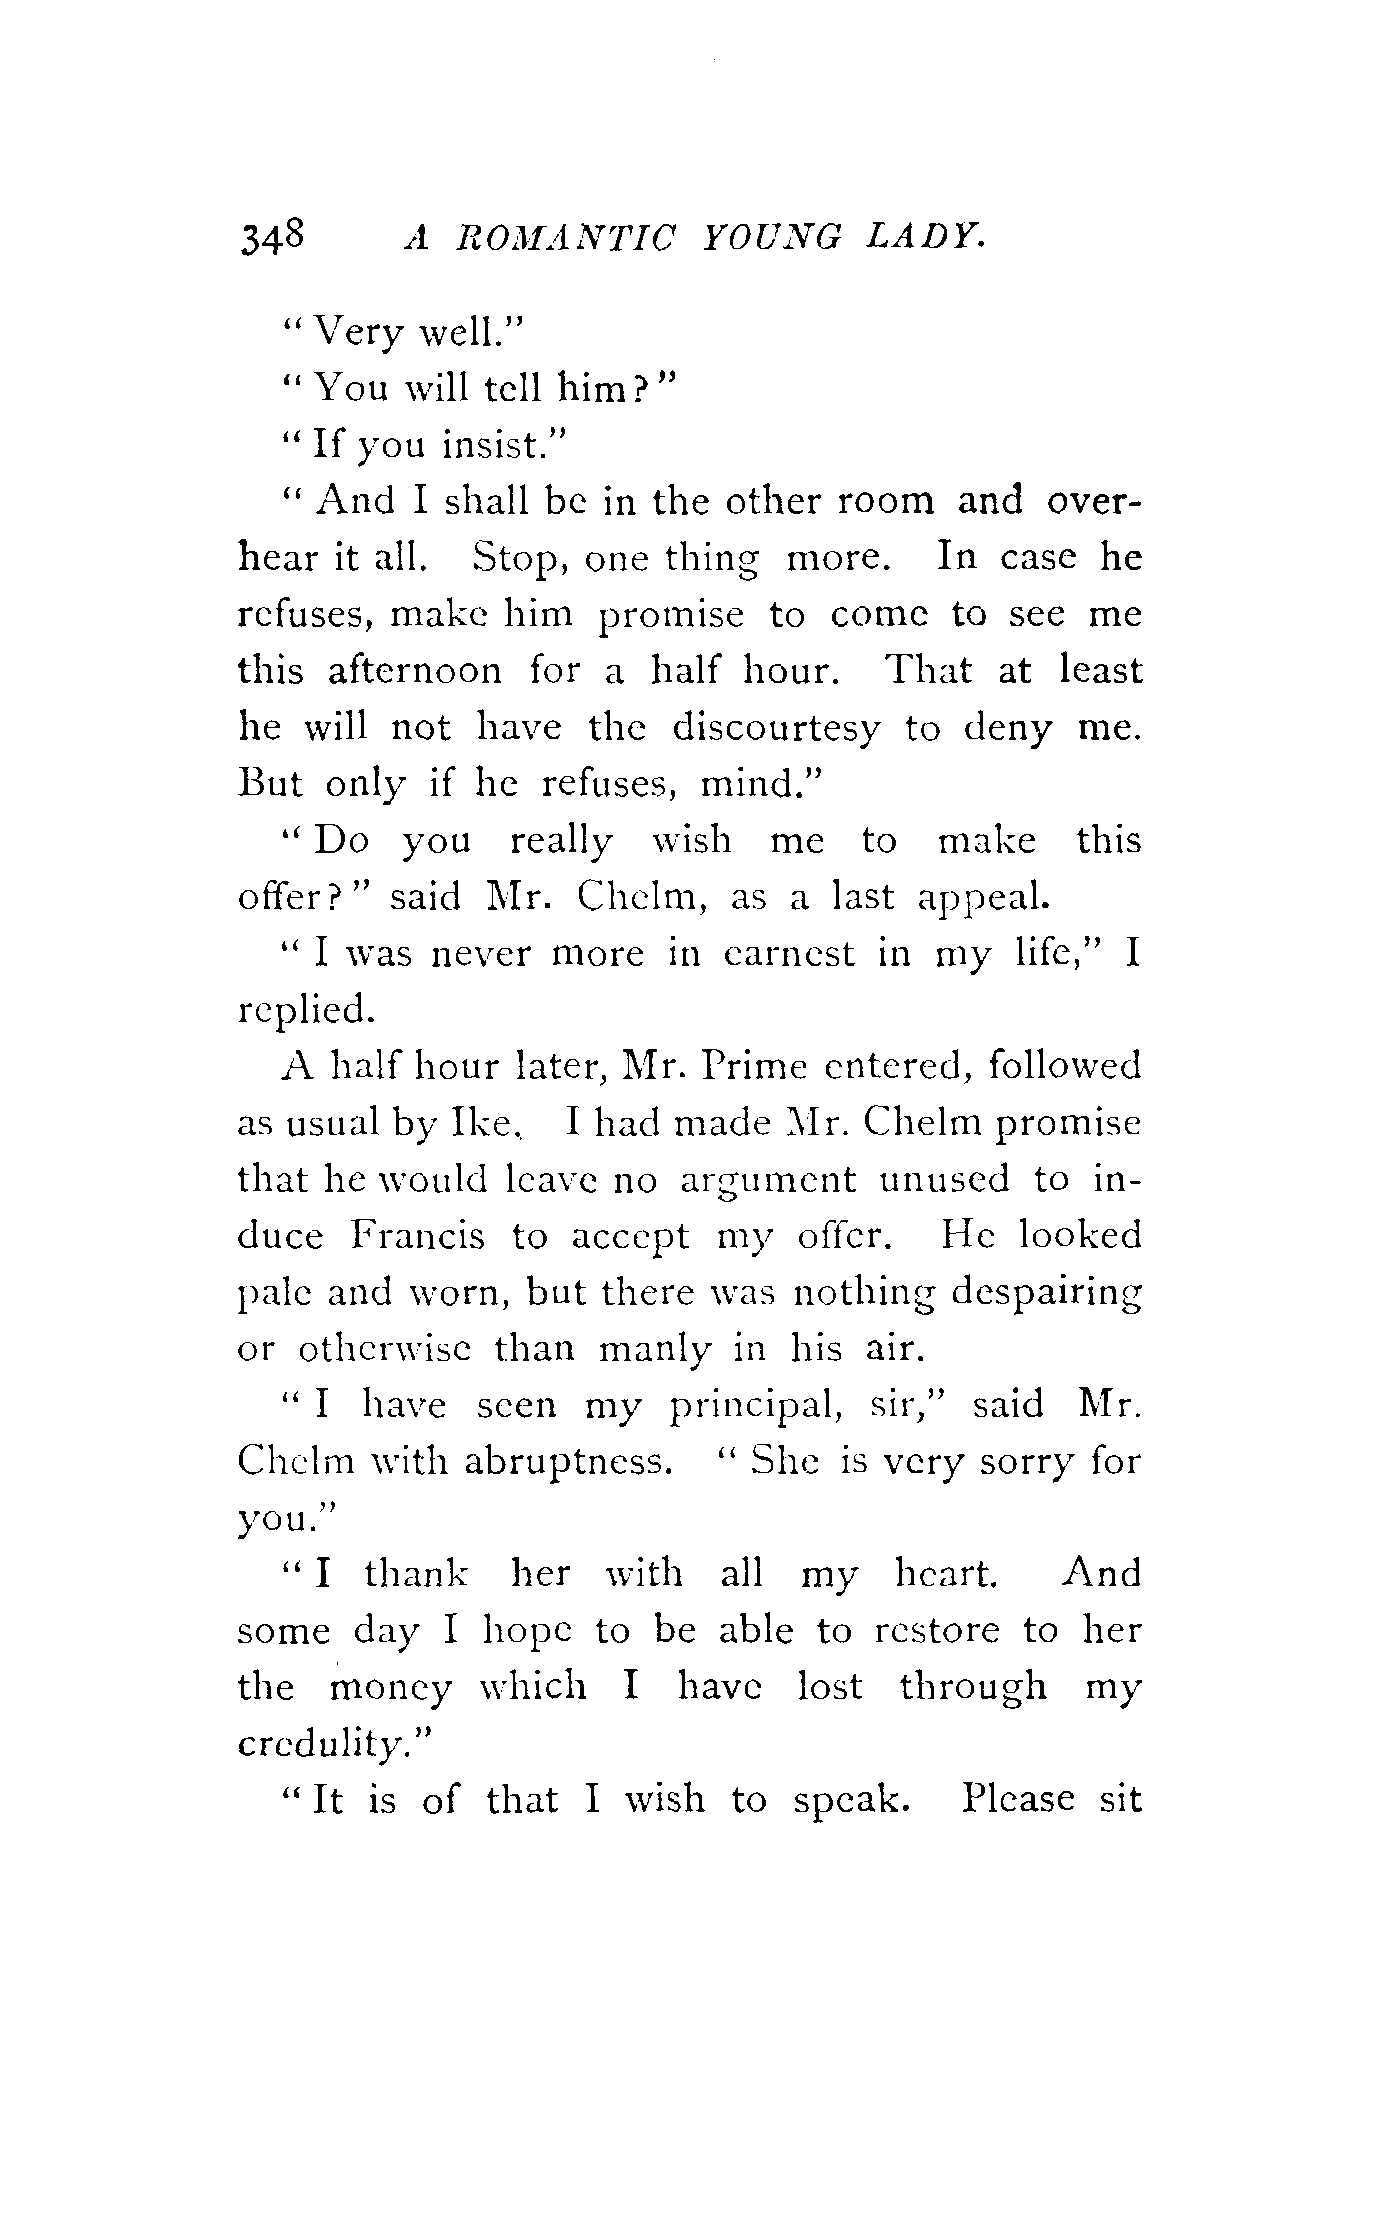 348 A ROMANTIC YOUNG LADY.
“ Very well.”
“ You will tell him? ”
“ If you insist.”
“ And I shall be in the other room and over-
hear it all. Stop, one thing more. In case he
refuses, make him promise to come to see me
this afternoon for a half hour. That at least
he will not have the discourtesy to deny me.
But only if he refuses, mind.”
“ Do you really wish me to make this
offer? ” said Mr. Chelm, as a last appeal.
“ I was never more in earnest in my life,” I
replied.
A half hour later, Mr. Prime entered, followed
as usual by Ike. I had made Mr. Chelm promise
that he would leave no argument unused to in-
duce Francis to accept my offer. He looked
pale and worn, but there was nothing despairing
or otherwise than manly in his air.
“ I have seen my principal, sir,” said Mr.
Chelm with abruptness. “ She is very sorry for
you.”
“ I thank her with all my heart. And
some day I hope to be able to restore to her
the money which I have lost through my
credulity.”
“ It is of that I wish to speak. Please sit